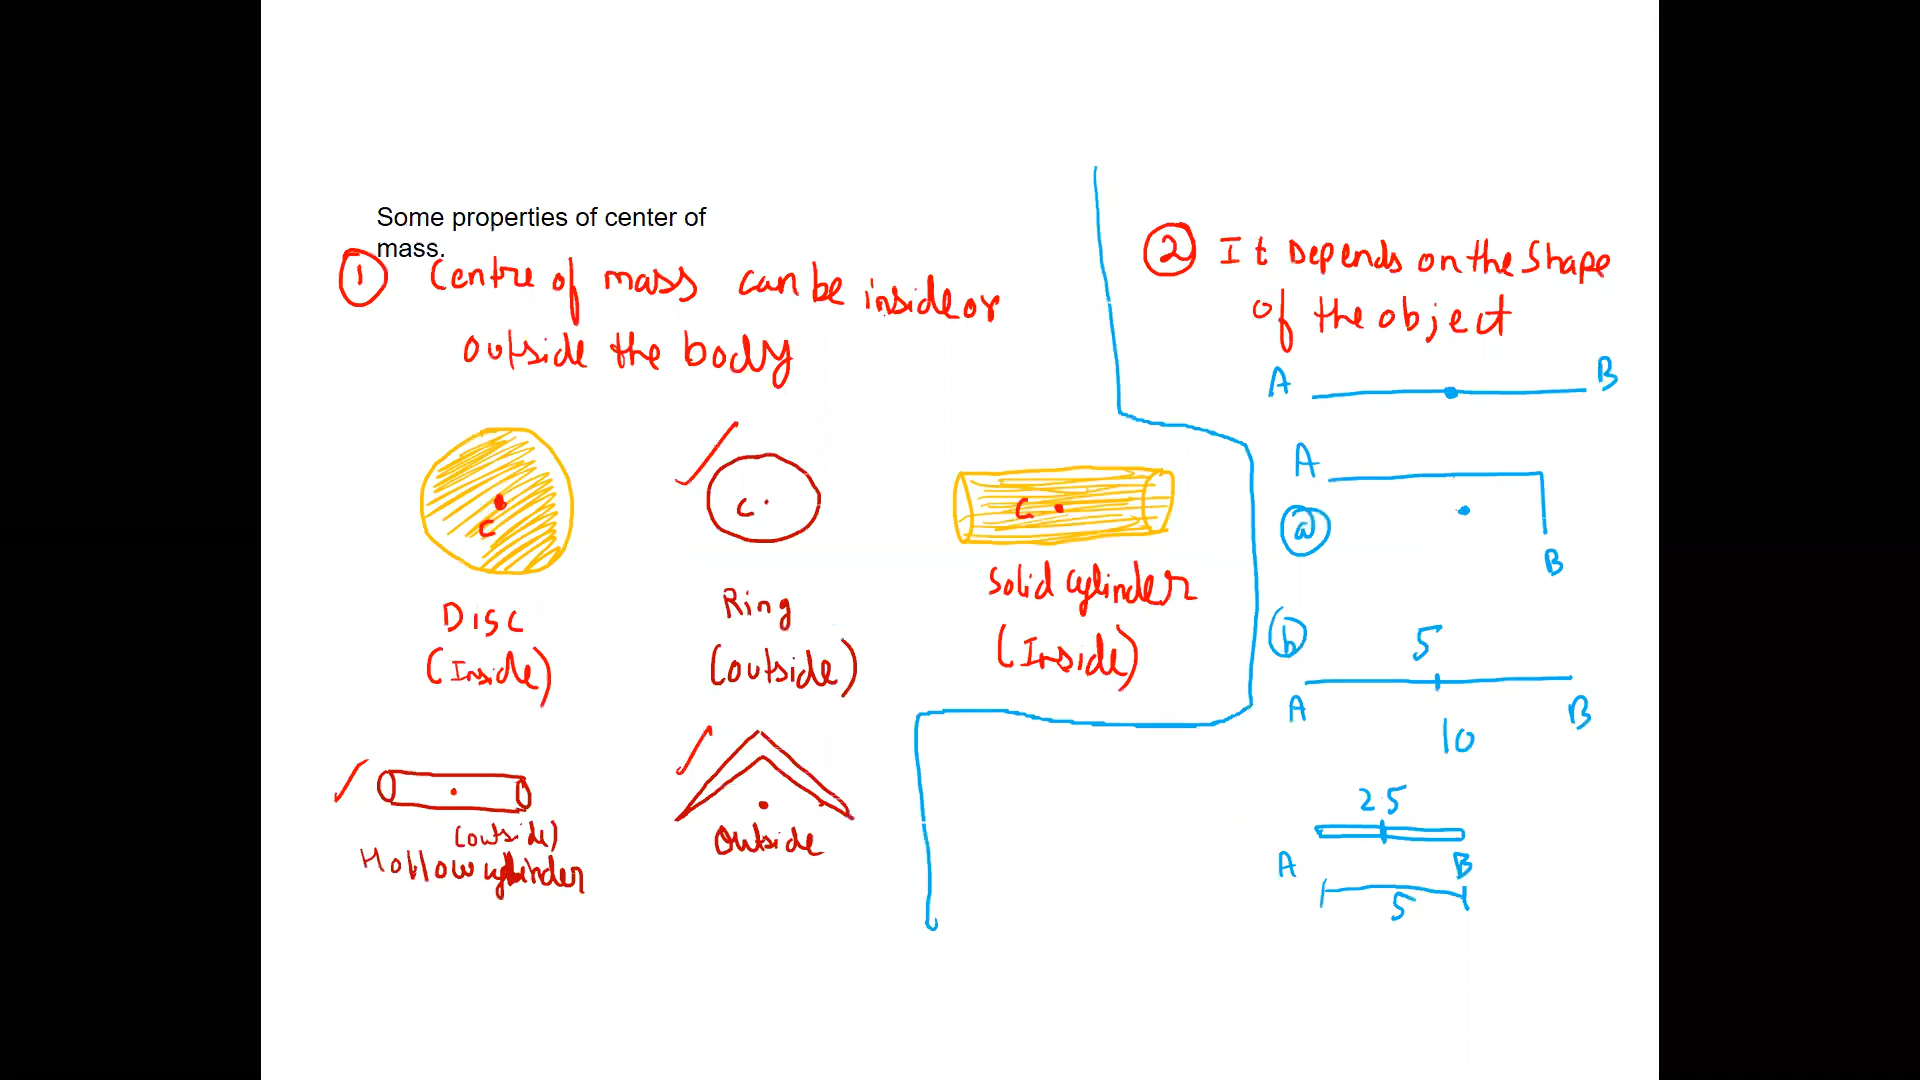 Some properties of center of
mass.
① Centre of mass can be inside or
outside the body
C
DISC
(Inside)
C
Ring
(outside)
C
Solid cylinder
(Inside)
(outside)
Hollow cylinder
Outside
② It Depends on the Shape
of the object
A B
A
ⓐ
B
ⓑ 5
A B
10
2.5
A B
5